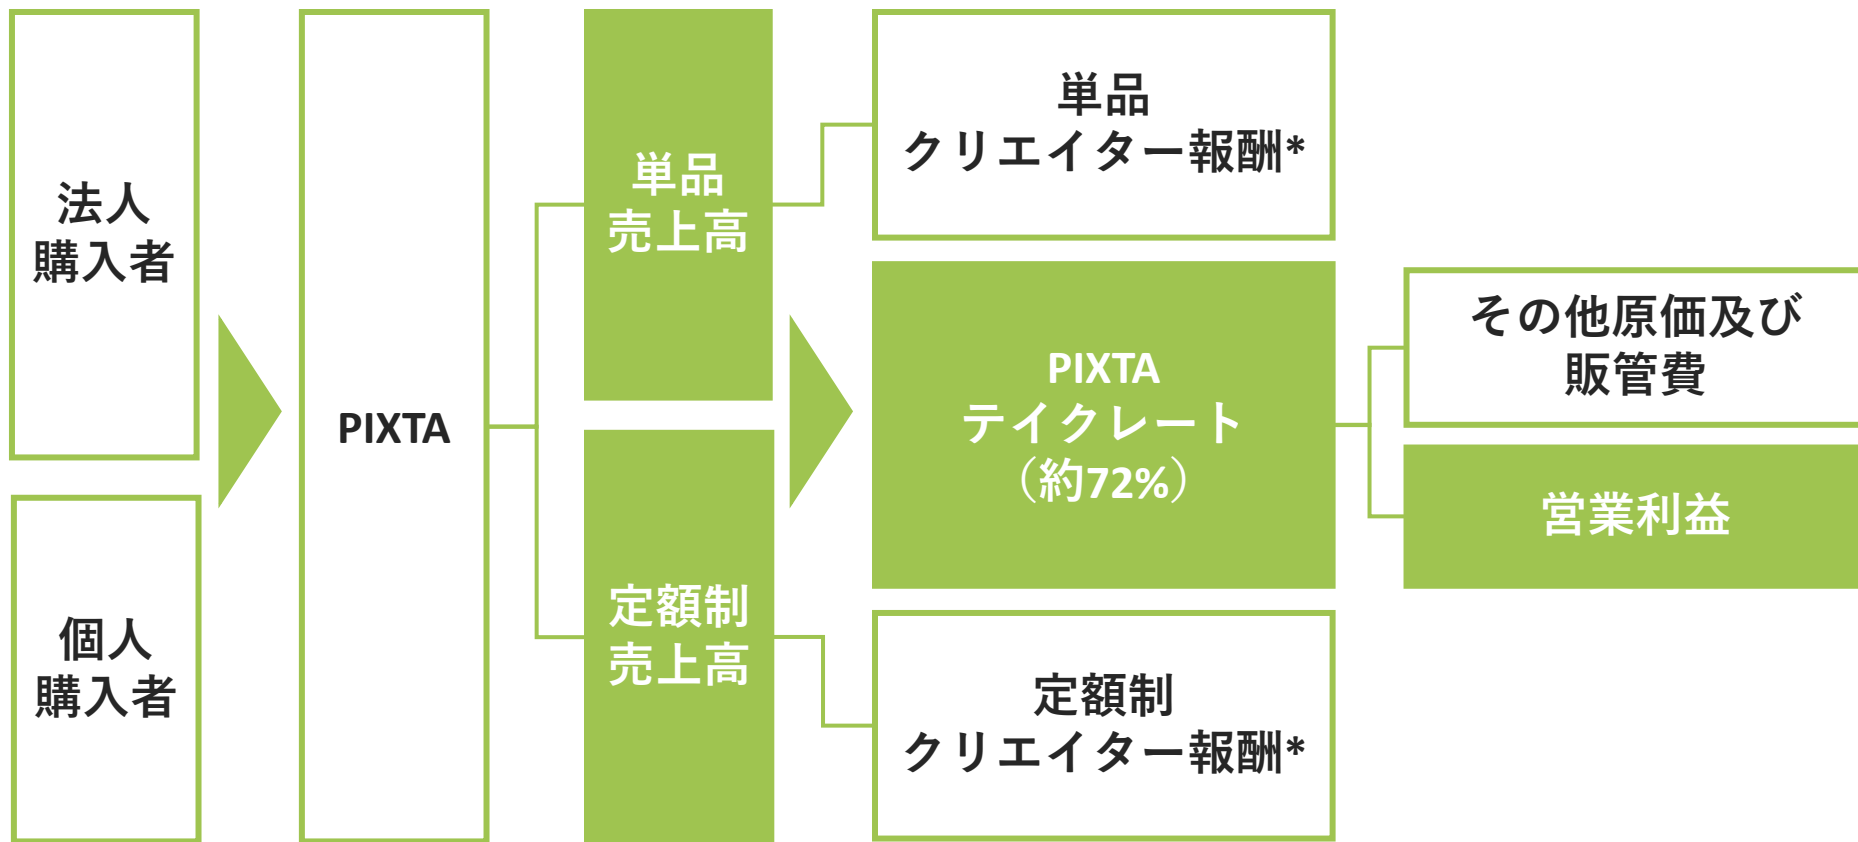 法人
購入者
個人
購入者
PIXTA
単品
売上高
定額制
売上高
単品
クリエイター報酬*
PIXTA
テイクレート
（約72%）
定額制
クリエイター報酬*
その他原価及び
販管費
営業利益